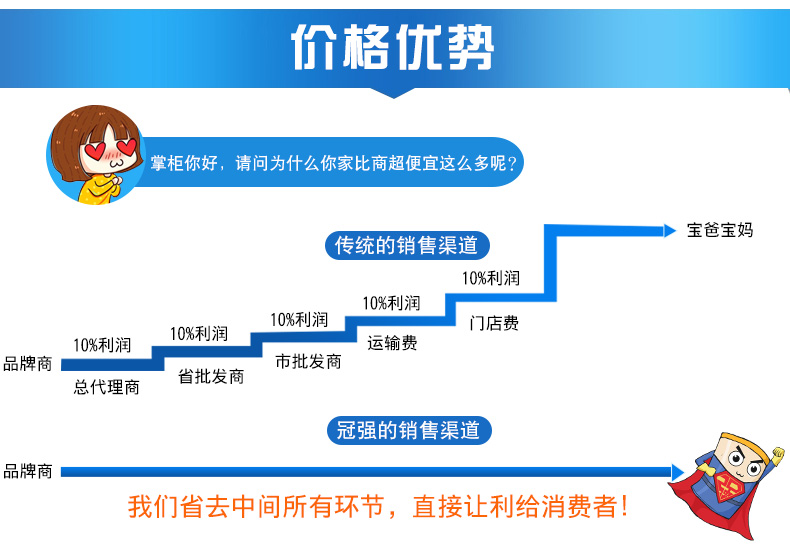 价格优势
掌柜你好，请问为什么你家比商超便宜这么多呢?
传统的销售渠道
宝爸宝妈
10%利润
10%利润
10%利润
10%利润
10%利润
门店费
运输费
市批发商
省批发商
总代理商
品牌商
冠强的销售渠道
品牌商
我们省去中间所有环节，直接让利给消费者!